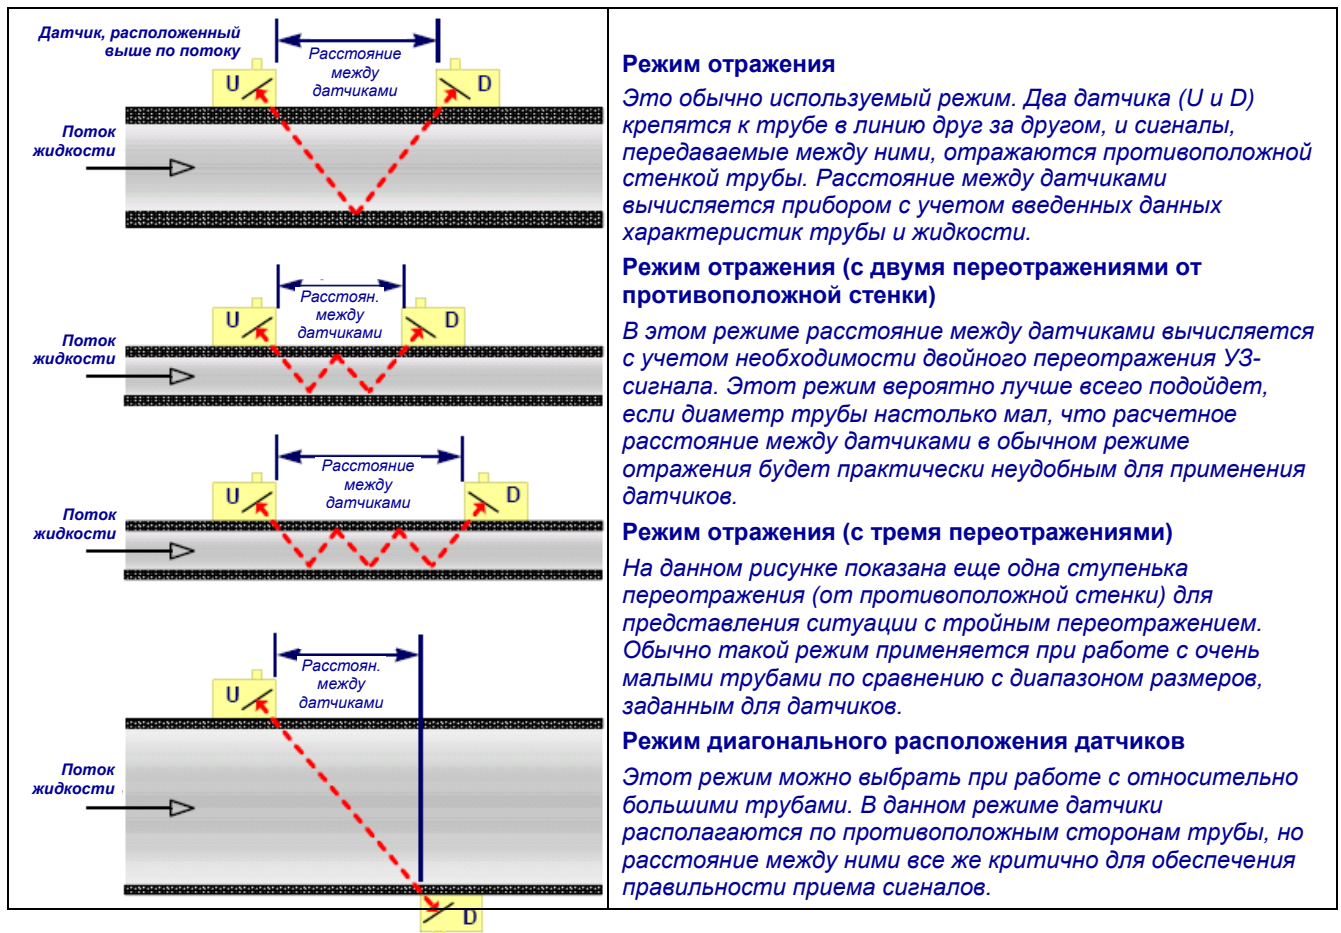 Датчик, расположенный
выше по потоку
Расстояние
между
датчиками
U
D
Поток
жидкости
Расстоян.
между
датчиками
U
D
Поток
жидкости
Расстояние
между
датчиками
U
D
Поток
жидкости
Расстоян.
между
датчиками
U
Поток
жидкости
D
Режим отражения
Это обычно используемый режим. Два датчика (U и D)
крепятся к трубе в линию друг за другом, и сигналы,
передаваемые между ними, отражаются противоположной
стенкой трубы. Расстояние между датчиками
вычисляется прибором с учетом введенных данных
характеристик трубы и жидкости.
Режим отражения (с двумя переотражениями от
противоположной стенки)
В этом режиме расстояние между датчиками вычисляется
с учетом необходимости двойного переотражения УЗ-
сигнала. Этот режим вероятно лучше всего подойдет,
если диаметр трубы настолько мал, что расчетное
расстояние между датчиками в обычном режиме
отражения будет практически неудобным для применения
датчиков.
Режим отражения (с тремя переотражениями)
На данном рисунке показана еще одна ступенька
переотражения (от противоположной стенки) для
представления ситуации с тройным переотражением.
Обычно такой режим применяется при работе с очень
малыми трубами по сравнению с диапазоном размеров,
заданным для датчиков.
Режим диагонального расположения датчиков
Этот режим можно выбрать при работе с относительно
большими трубами. В данном режиме датчики
располагаются по противоположным сторонам трубы, но
расстояние между ними все же критично для обеспечения
правильности приема сигналов.